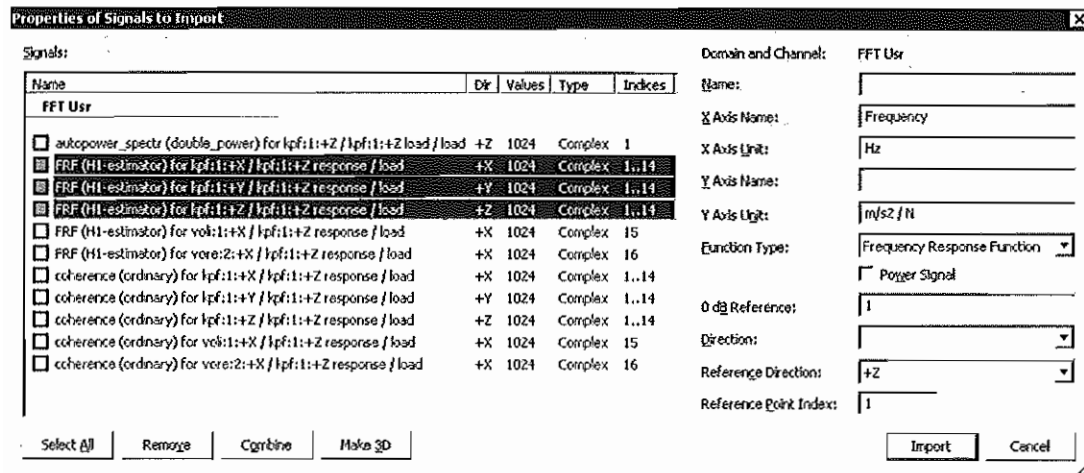 Properties of Signals to Import
Signals:
Name Dir Values Type Indices
FFT Usr
autopower_spectr (double_power) for kpf:1:+Z / kpf:1:+Z load / load +Z 1024 Complex 1
FRF (H1-estimator) for kpf:1:+X / kpf:1:+Z response / load +X 1024 Complex 1..14
FRF (H1-estimator) for kpf:1:+Y / kpf:1:+Z response / load +Y 1024 Complex 1..14
FRF (H1-estimator) for kpf:1:+Z / kpf:1:+Z response / load +Z 1024 Complex 1..14
FRF (H1-estimator) for voli:1:+X / kpf:1:+Z response / load +X 1024 Complex 15
FRF (H1-estimator) for vore:2:+X / kpf:1:+Z response / load +X 1024 Complex 16
coherence (ordinary) for kpf:1:+X / kpf:1:+Z response / load +X 1024 Complex 1..14
coherence (ordinary) for kpf:1:+Y / kpf:1:+Z response / load +Y 1024 Complex 1..14
coherence (ordinary) for kpf:1:+Z / kpf:1:+Z response / load +Z 1024 Complex 1..14
coherence (ordinary) for voli:1:+X / kpf:1:+Z response / load +X 1024 Complex 15
coherence (ordinary) for vore:2:+X / kpf:1:+Z response / load +X 1024 Complex 16
Select All Remove Combine Make 3D
Domain and Channel: FFT Usr
Name:
X Axis Name: Frequency
X Axis Unit: Hz
Y Axis Name:
Y Axis Unit: m/s2 / N
Function Type: Frequency Response Function
Power Signal
0 dB Reference: 1
Direction:
Reference Direction: +Z
Reference Point Index: 1
Import Cancel